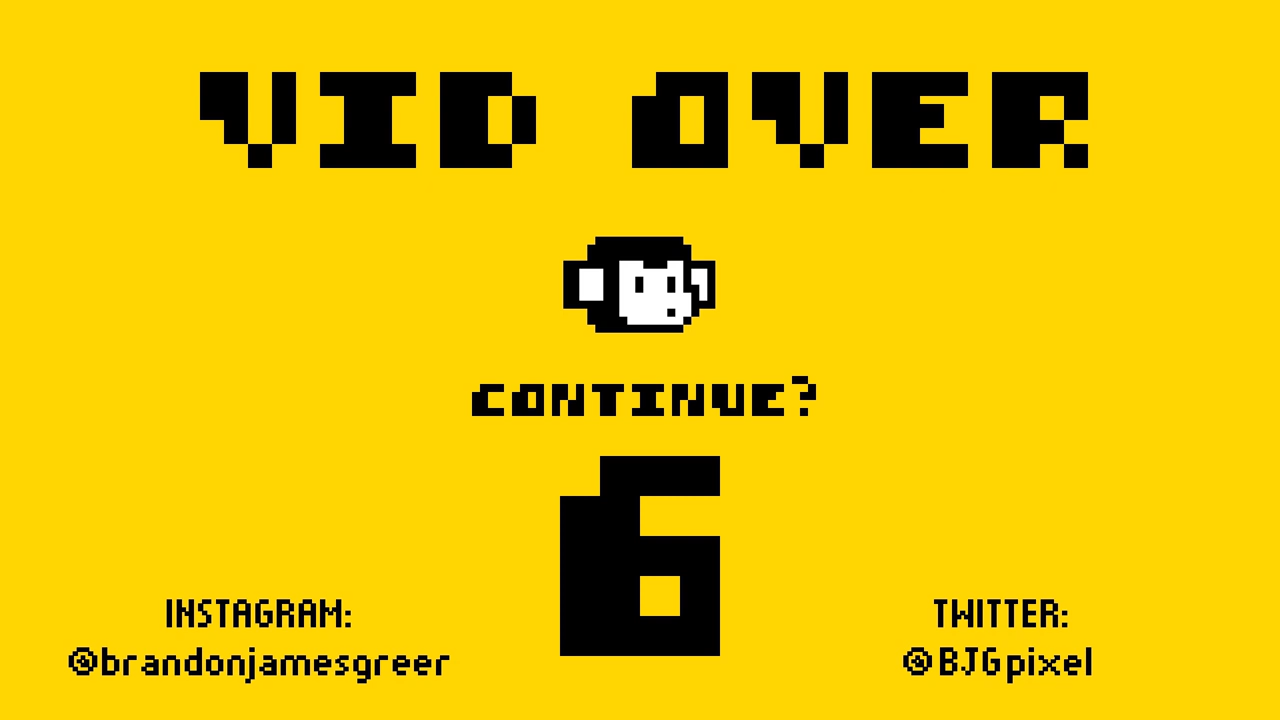 VID OVER
CONTINUE?
6
INSTAGRAM:
@brandonjamesgreer
TWITTER:
@BJGpixel